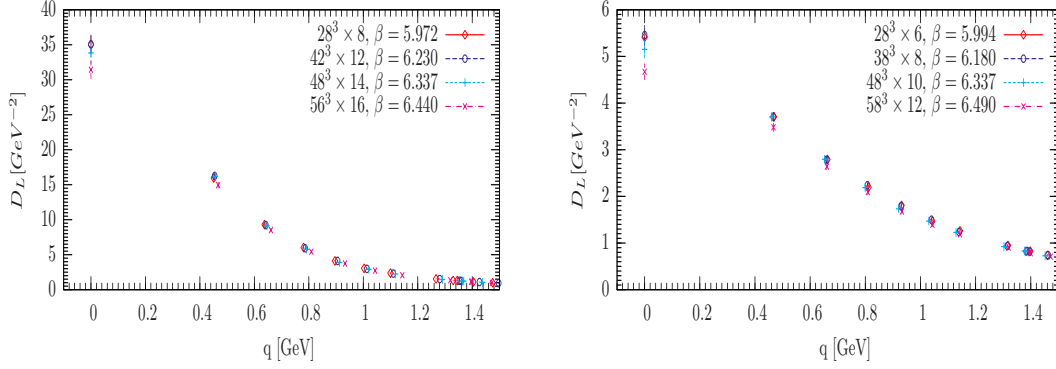 40
35
30
25
20
15
10
5
0
D_L[GeV^{-2}]
28^3 × 8, β = 5.972
42^3 × 12, β = 6.230
48^3 × 14, β = 6.337
56^3 × 16, β = 6.440
0 0.2 0.4 0.6 0.8 1 1.2 1.4
q [GeV]
6
5
4
3
2
1
0
D_L[GeV^{-2}]
28^3 × 6, β = 5.994
38^3 × 8, β = 6.180
48^3 × 10, β = 6.337
58^3 × 12, β = 6.490
0 0.2 0.4 0.6 0.8 1 1.2 1.4
q [GeV]